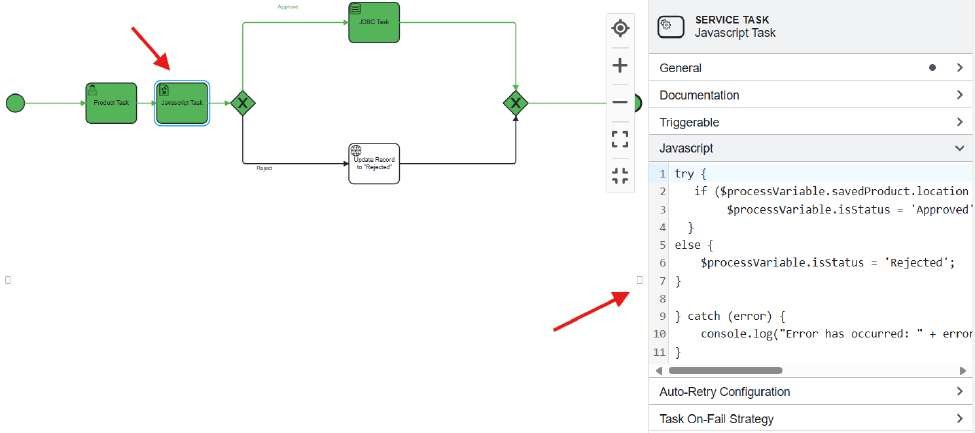 Approve
JDBC Task
Product Task
Javascript Task
Reject
Update Record
to "Rejected"
SERVICE TASK
Javascript Task
General
Documentation
Triggerable
Javascript
1 try {
2 if ($processVariable.savedProduct.location
3 $processVariable.isStatus = 'Approved'
4 }
5 else {
6 $processVariable.isStatus = 'Rejected';
7 }
8
9 } catch (error) {
10 console.log("Error has occurred: " + error
11 }
Auto-Retry Configuration
Task On-Fail Strategy